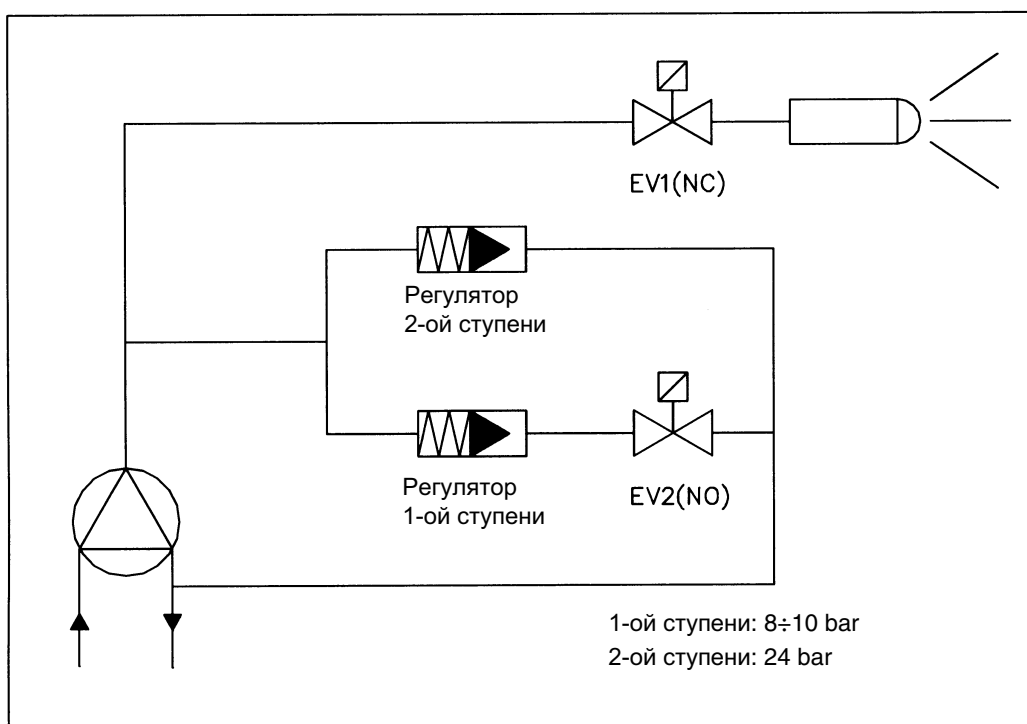 EV1(NC)
Регулятор
2-ой ступени
Регулятор
1-ой ступени
EV2(NO)
1-ой ступени: 8÷10 bar
2-ой ступени: 24 bar